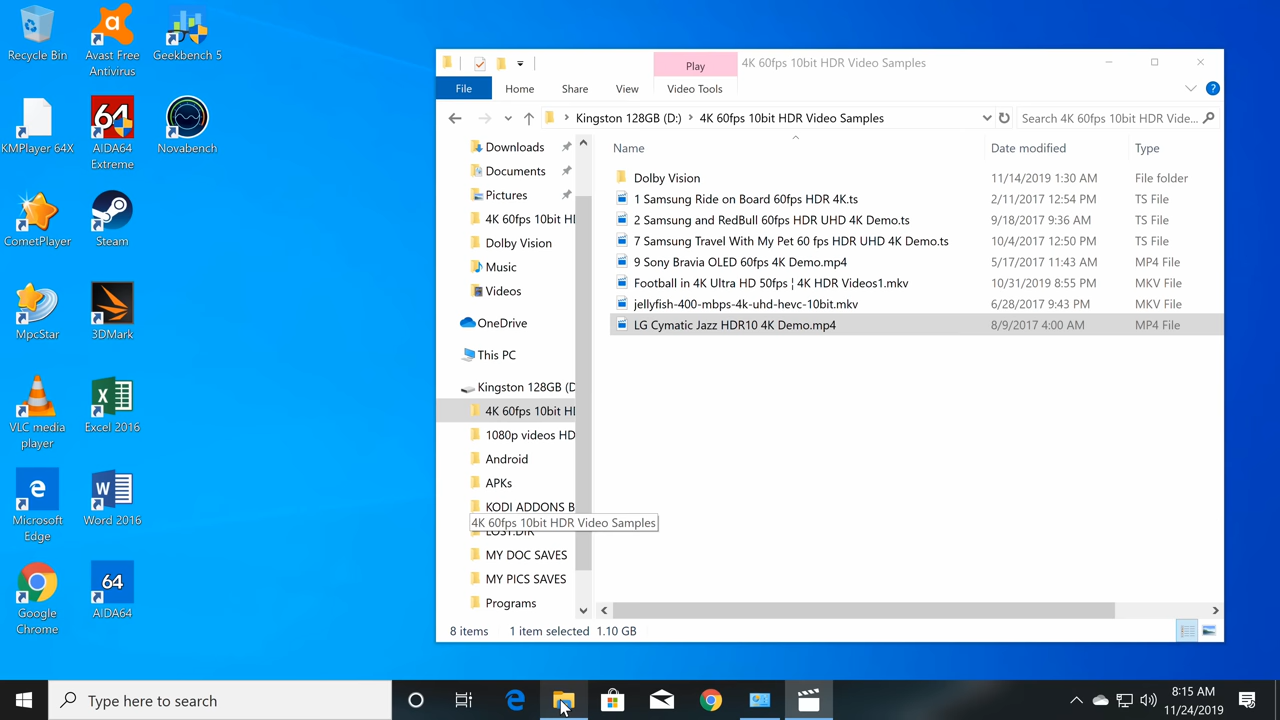 Recycle Bin
Avast Free
Antivirus
Geekbench 5
KMPlayer 64X
64
AIDA64
Extreme
Novabench
CometPlayer
Steam
MpcStar
3DMark
VLC media
player
Excel 2016
Microsoft
Edge
Word 2016
Google
Chrome
64
AIDA64
Play
4K 60fps 10bit HDR Video Samples
File
Home
Share
View
Video Tools
Kingston 128GB (D:)
4K 60fps 10bit HDR Video Samples
Search 4K 60fps 10bit HDR Vide...
Downloads
Documents
Pictures
4K 60fps 10bit HI
Dolby Vision
Music
Videos
OneDrive
This PC
Kingston 128GB (D
4K 60fps 10bit HI
1080p videos HD
Android
APKs
KODI ADDONS B
4K 60fps 10bit HDR Video Samples
LOST.DIR
MY DOC SAVES
MY PICS SAVES
Programs
Name Date modified Type
Dolby Vision 11/14/2019 1:30 AM File folder
1 Samsung Ride on Board 60fps HDR 4K.ts 2/11/2017 12:54 PM TS File
2 Samsung and RedBull 60fps HDR UHD 4K Demo.ts 9/18/2017 9:36 AM TS File
7 Samsung Travel With My Pet 60 fps HDR UHD 4K Demo.ts 10/4/2017 12:50 PM TS File
9 Sony Bravia OLED 60fps 4K Demo.mp4 5/17/2017 11:43 AM MP4 File
Football in 4K Ultra HD 50fps ¦ 4K HDR Videos1.mkv 10/31/2019 8:55 PM MKV File
jellyfish-400-mbps-4k-uhd-hevc-10bit.mkv 6/28/2017 9:43 PM MKV File
LG Cymatic Jazz HDR10 4K Demo.mp4 8/9/2017 4:00 AM MP4 File
8 items 1 item selected 1.10 GB
Type here to search
8:15 AM
11/24/2019